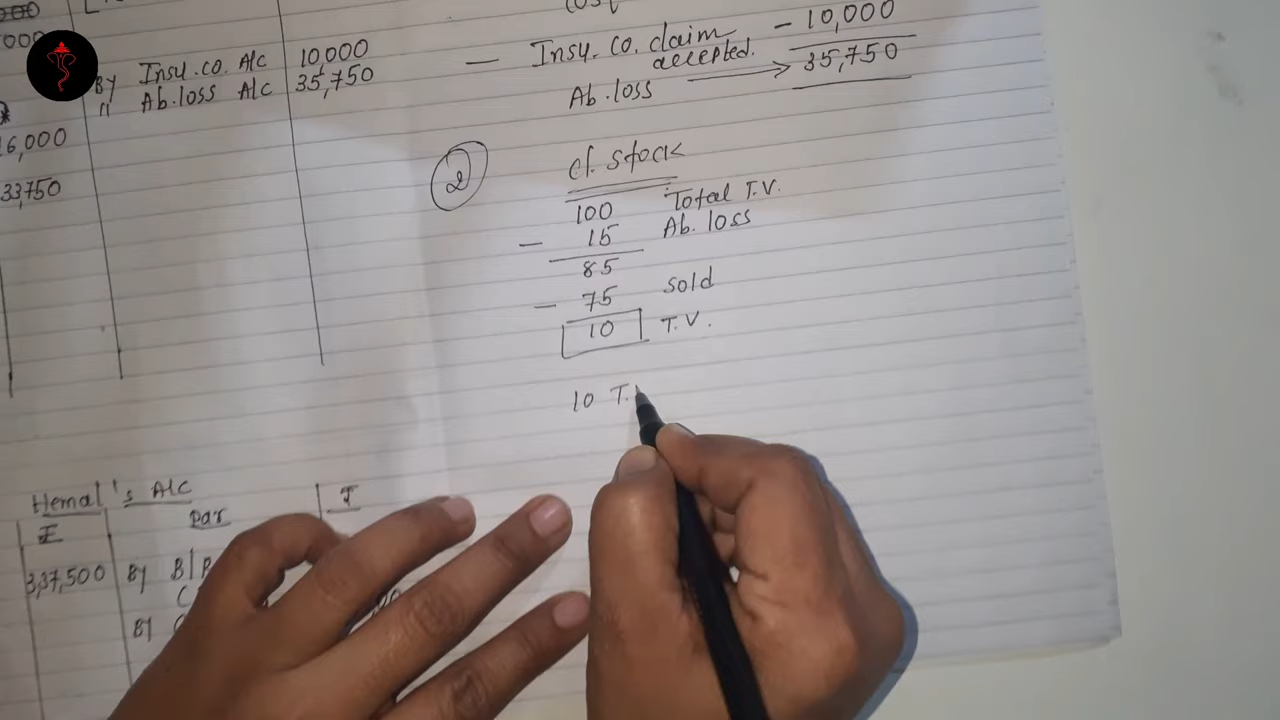 000
By Insu. co. A/c 10,000
" Ab. loss A/c 35,750
16,000
33,750
— Insu. co. claim accepted. - 10,000
Ab. loss → 35,750
②
cl. stock
100 Total T.V.
— 15 Ab. loss
85
— 75 sold
10 T.V.
10 T.
Hemal's A/c
₹ Par ₹
3,37,500 By B/
By